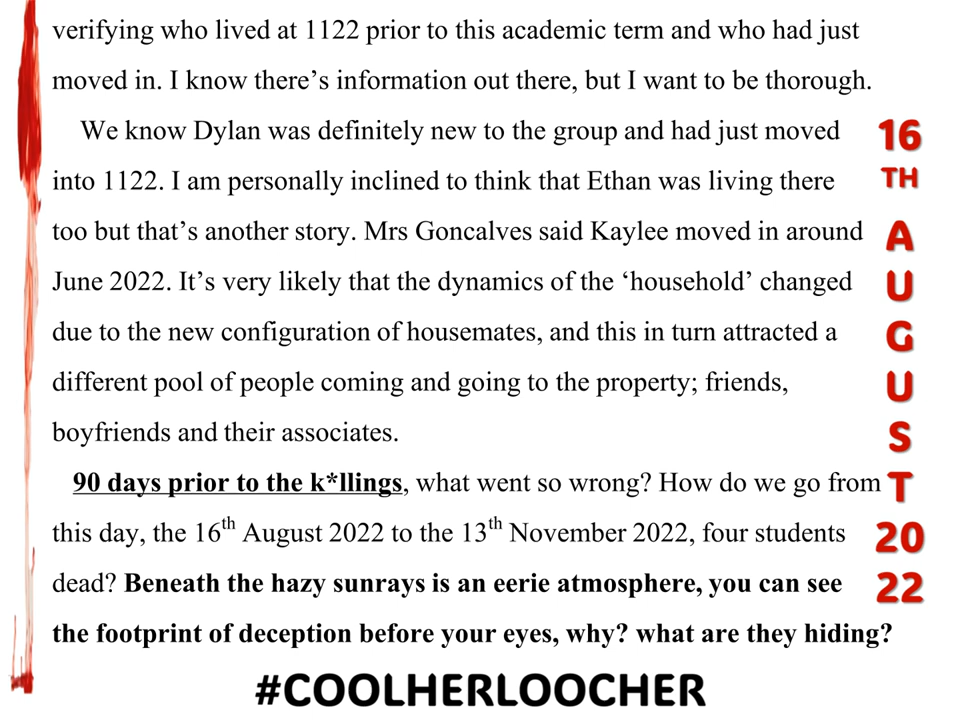 verifying who lived at 1122 prior to this academic term and who had just
moved in. I know there’s information out there, but I want to be thorough.
We know Dylan was definitely new to the group and had just moved
into 1122. I am personally inclined to think that Ethan was living there
too but that’s another story. Mrs Goncalves said Kaylee moved in around
June 2022. It’s very likely that the dynamics of the ‘household’ changed
due to the new configuration of housemates, and this in turn attracted a
different pool of people coming and going to the property; friends,
boyfriends and their associates.
90 days prior to the k*llings, what went so wrong? How do we go from
this day, the 16th August 2022 to the 13th November 2022, four students
dead? Beneath the hazy sunrays is an eerie atmosphere, you can see
the footprint of deception before your eyes, why? what are they hiding?
16
TH
A
U
G
U
S
T
20
22
#COOLHERLOOCHER